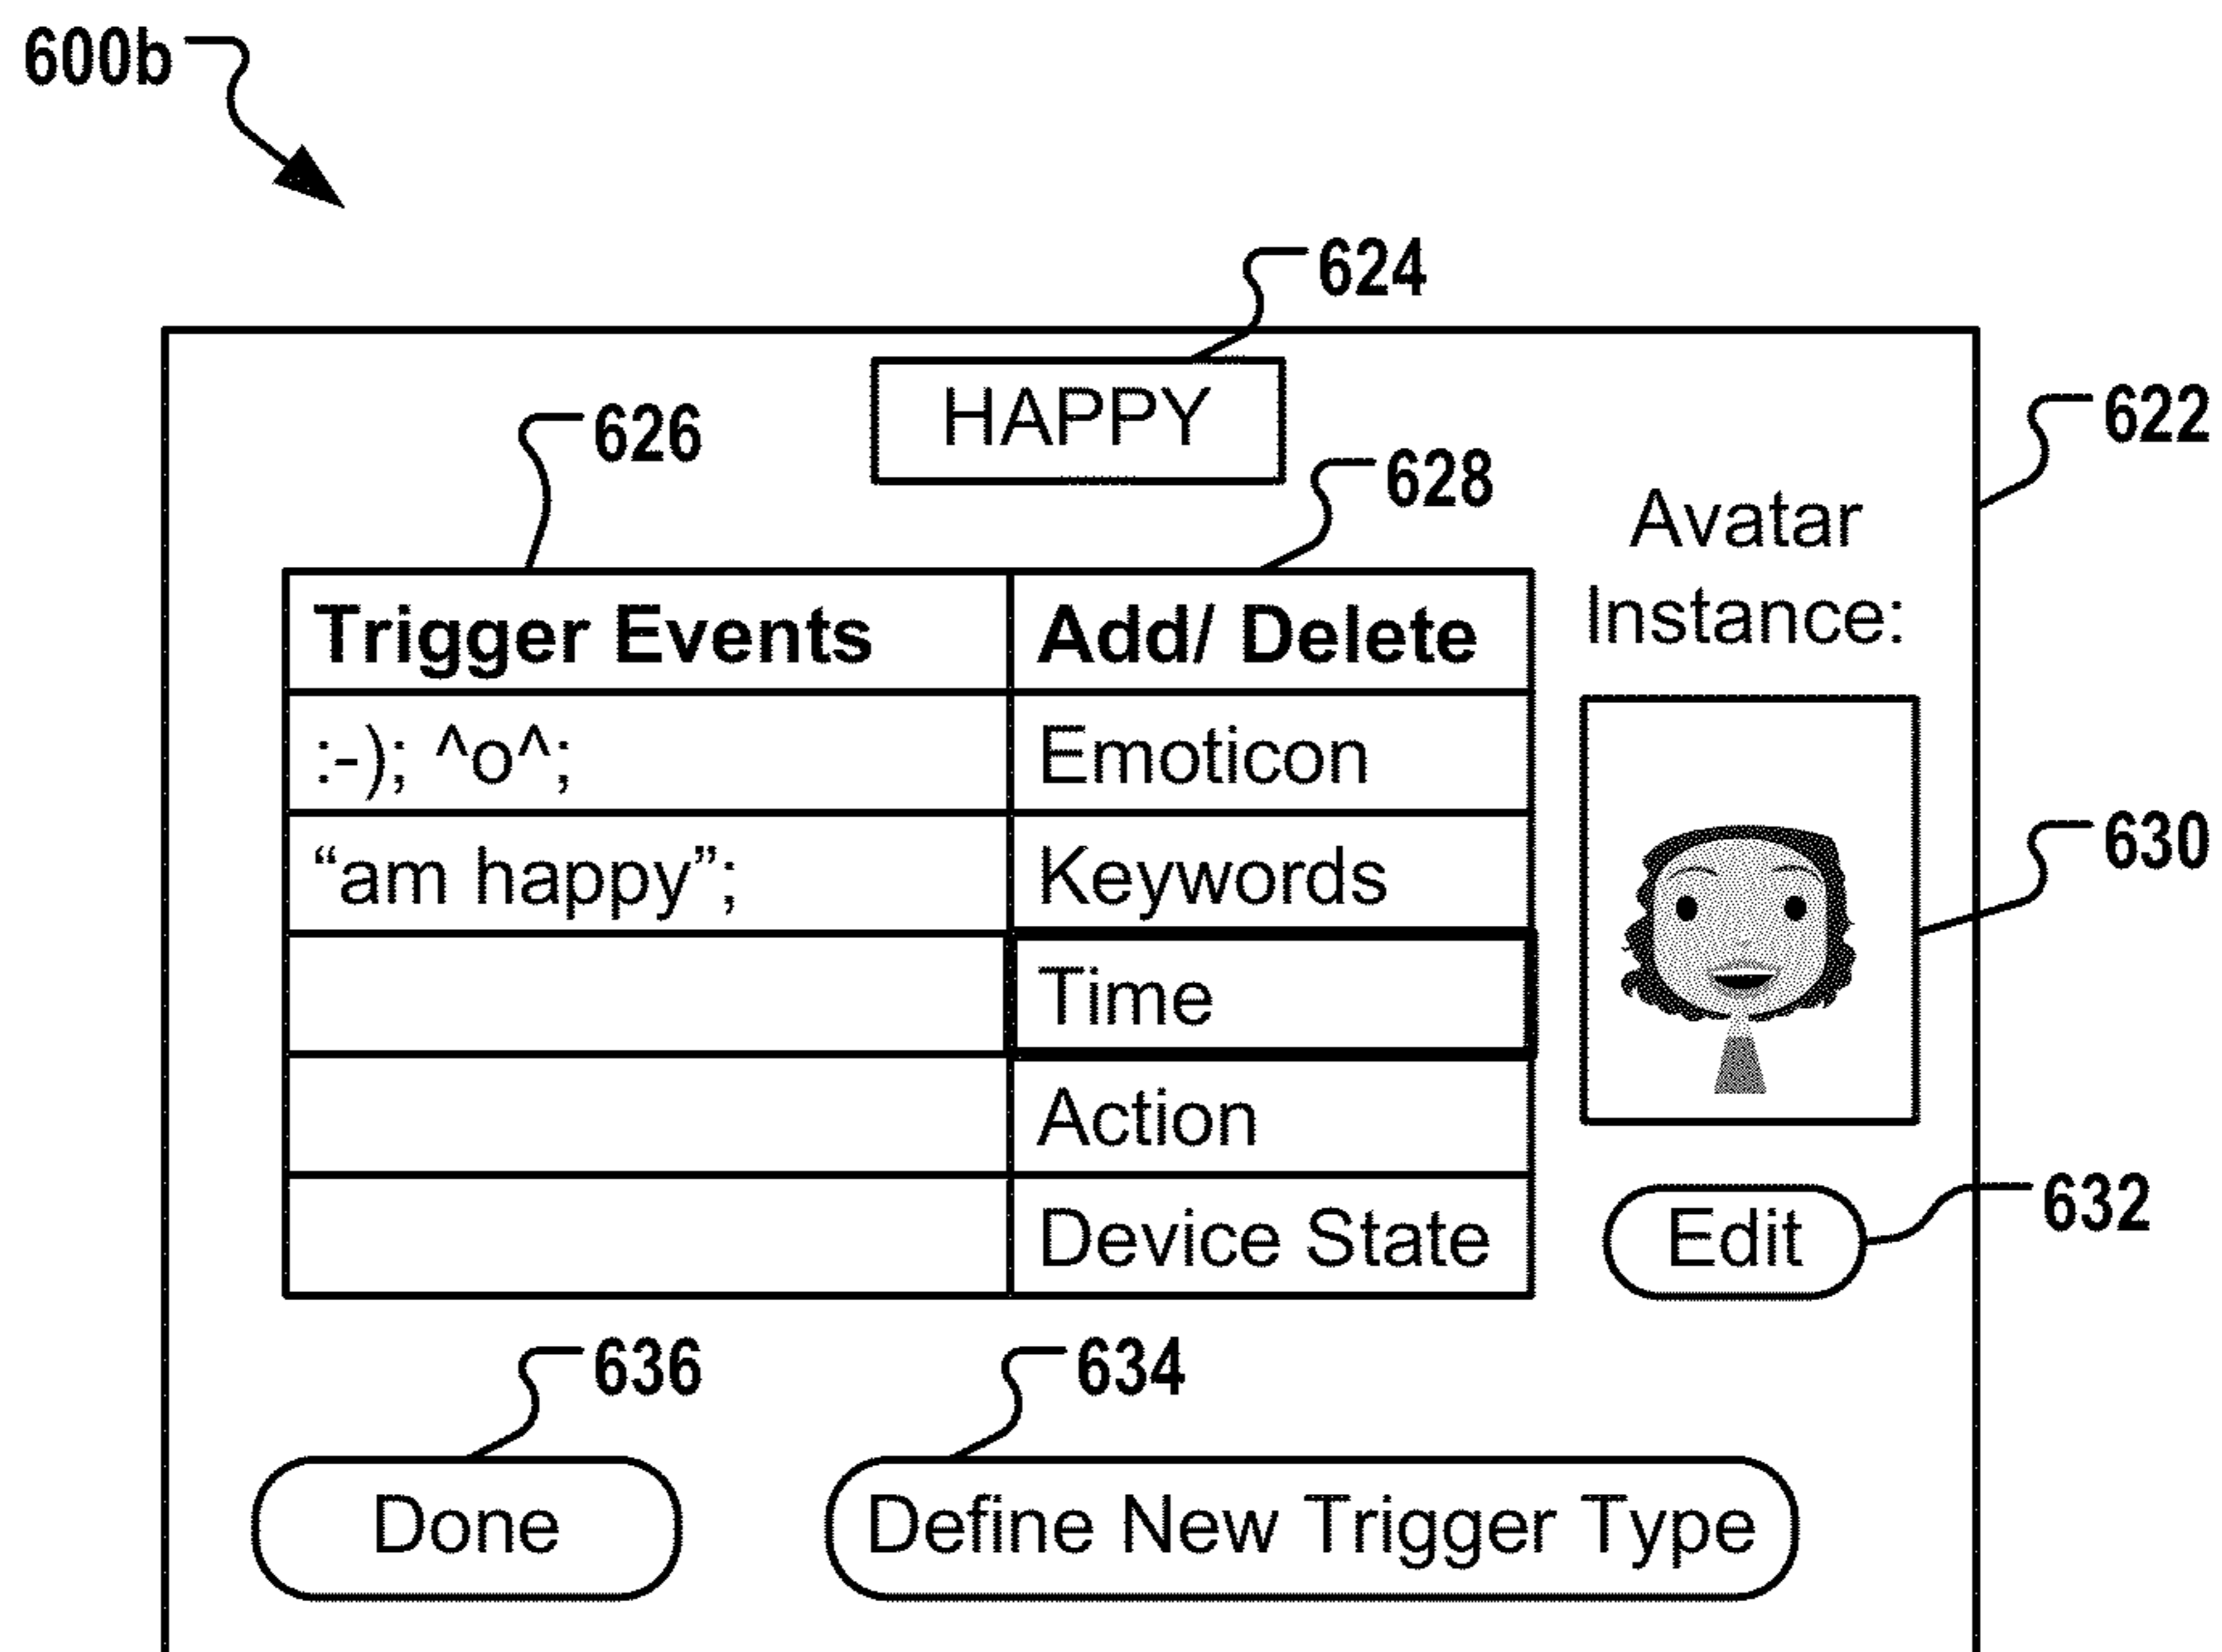 600b
624
HAPPY
626
622
628
Avatar
Instance:
Trigger Events Add/ Delete
:-); ^o^; Emoticon
“am happy”; Keywords
630
Time
Action
Device State
Edit
632
636
634
Done
Define New Trigger Type